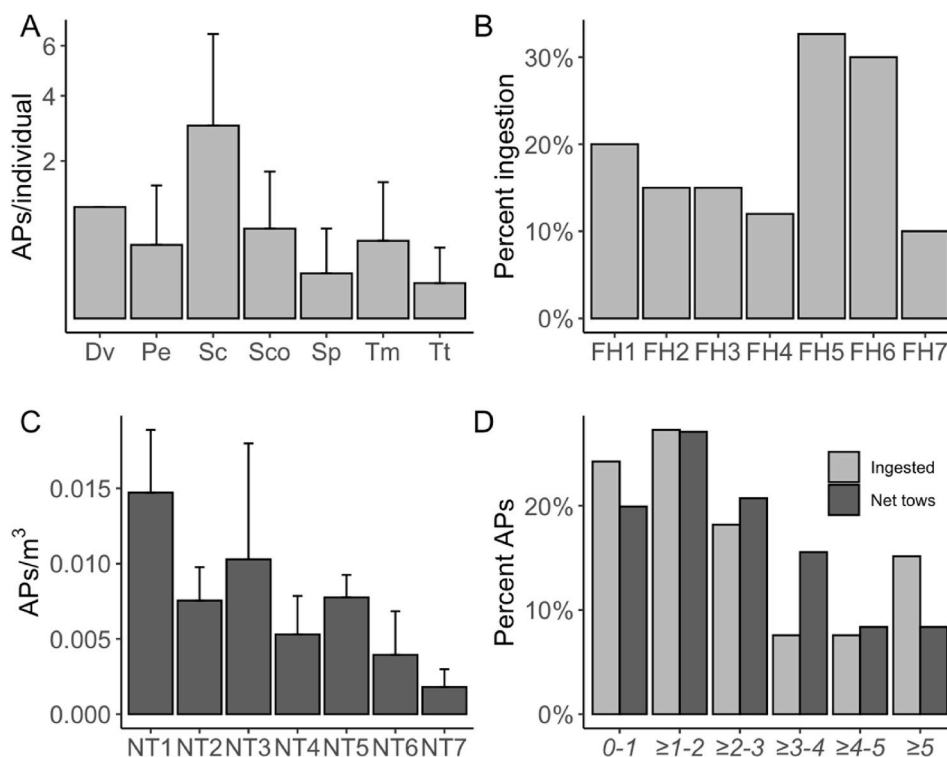 A
APs/individual
6
4
2
Dv Pe Sc Sco Sp Tm Tt
B
Percent ingestion
30%
20%
10%
0%
FH1 FH2 FH3 FH4 FH5 FH6 FH7
C
APs/m³
0.015
0.010
0.005
0.000
NT1 NT2 NT3 NT4 NT5 NT6 NT7
D
Percent APs
20%
10%
0%
Ingested
Net tows
0-1 ≥1-2 ≥2-3 ≥3-4 ≥4-5 ≥5